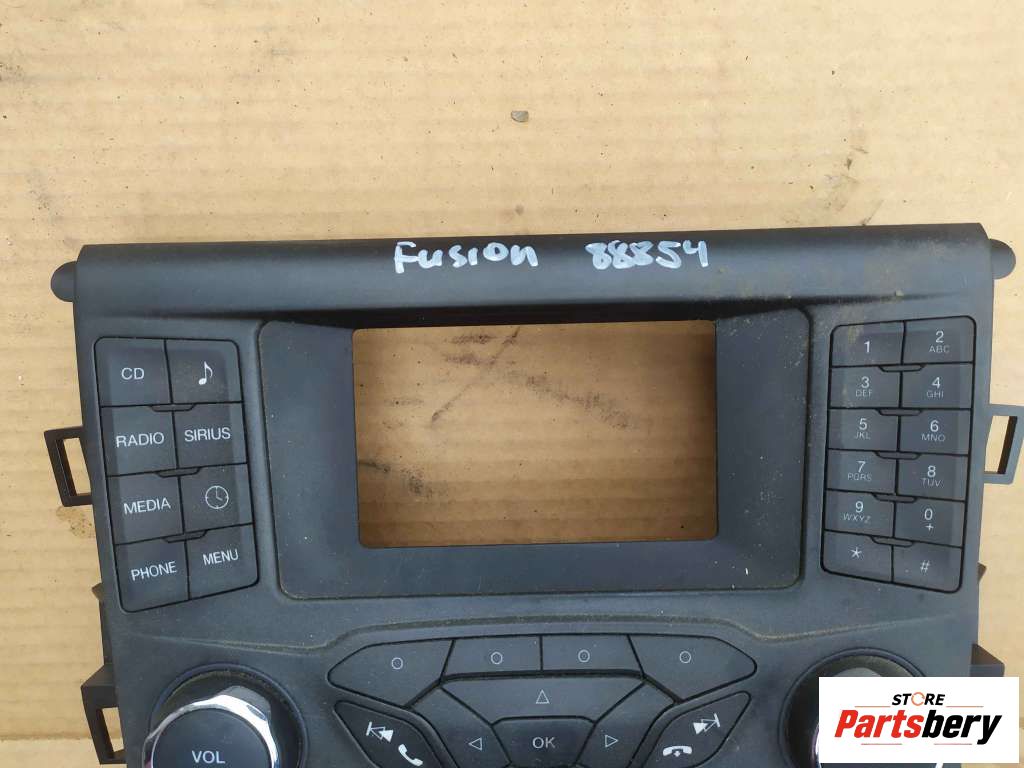 Fusion 88854
CD
RADIO SIRIUS
MEDIA
PHONE MENU
1 2 ABC
3 DEF 4 GHI
5 JKL 6 MNO
7 PQRS 8 TUV
9 WXYZ 0 +
* #
OK
VOL
STORE
Partsbery